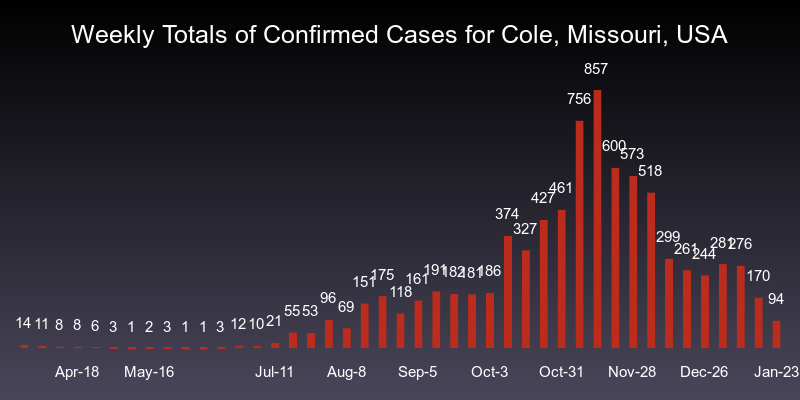 Weekly Totals of Confirmed Cases for Cole, Missouri, USA
14 11 8 8 6 3 1 2 3 1 1 3 12 10 21 55 53 96 69 151 175 118 161 191 182 181 186 374 327 427 461 756 857 600 573 518 299 261 244 281 276 170 94
Apr-18 May-16 Jul-11 Aug-8 Sep-5 Oct-3 Oct-31 Nov-28 Dec-26 Jan-23